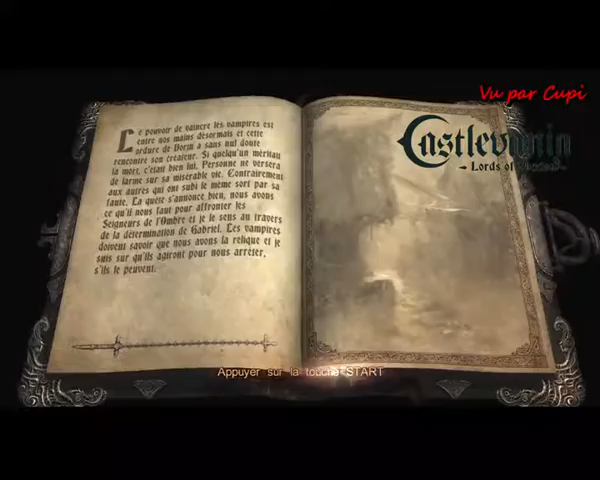 Vu par Cupi
Castlevania
Lords of
Le pouvoir de vaincre les vampires est
entre nos mains désormais et cette
ordure de Vorjn a sans nul doute
rencontré son créateur. Si quelqu'un méritait
la mort, c'était bien lui. Personne ne versera
de larme sur sa misérable vie. Contrairement
aux autres qui ont subi le même sort par sa
faute. La quête s'annonce bien, nous avons
ce qu'il nous faut pour affronter les
Seigneurs de l'Ombre et je le sens au travers
de la détermination de Gabriel. Les vampires
doivent savoir que nous avons la relique et je
suis sur qu'ils agiront pour nous arrêter,
s'ils le peuvent.
Appuyer sur la touche START